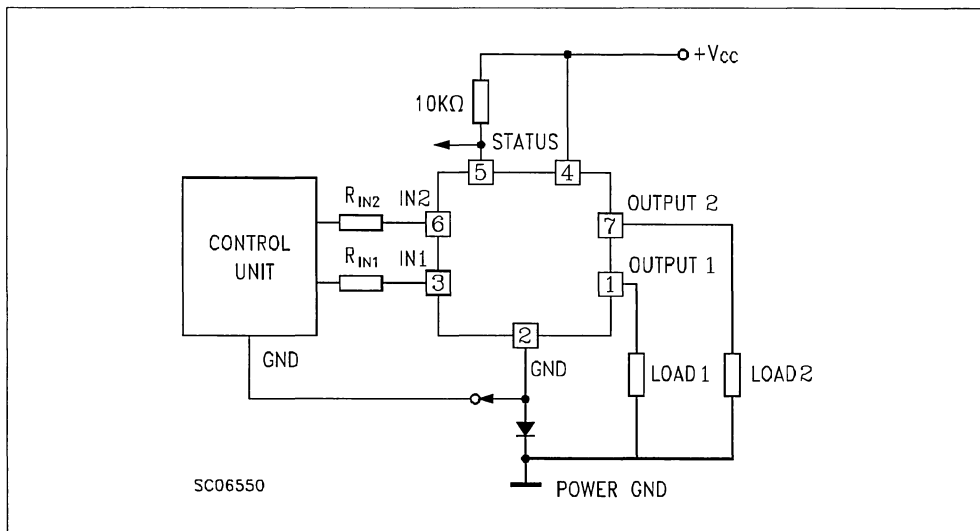 +Vcc
10KΩ
STATUS
5
4
RIN2
IN2
6
OUTPUT 2
7
CONTROL
UNIT
RIN1
IN1
3
OUTPUT 1
1
2
GND
GND
LOAD 1
LOAD 2
SC06550
POWER GND